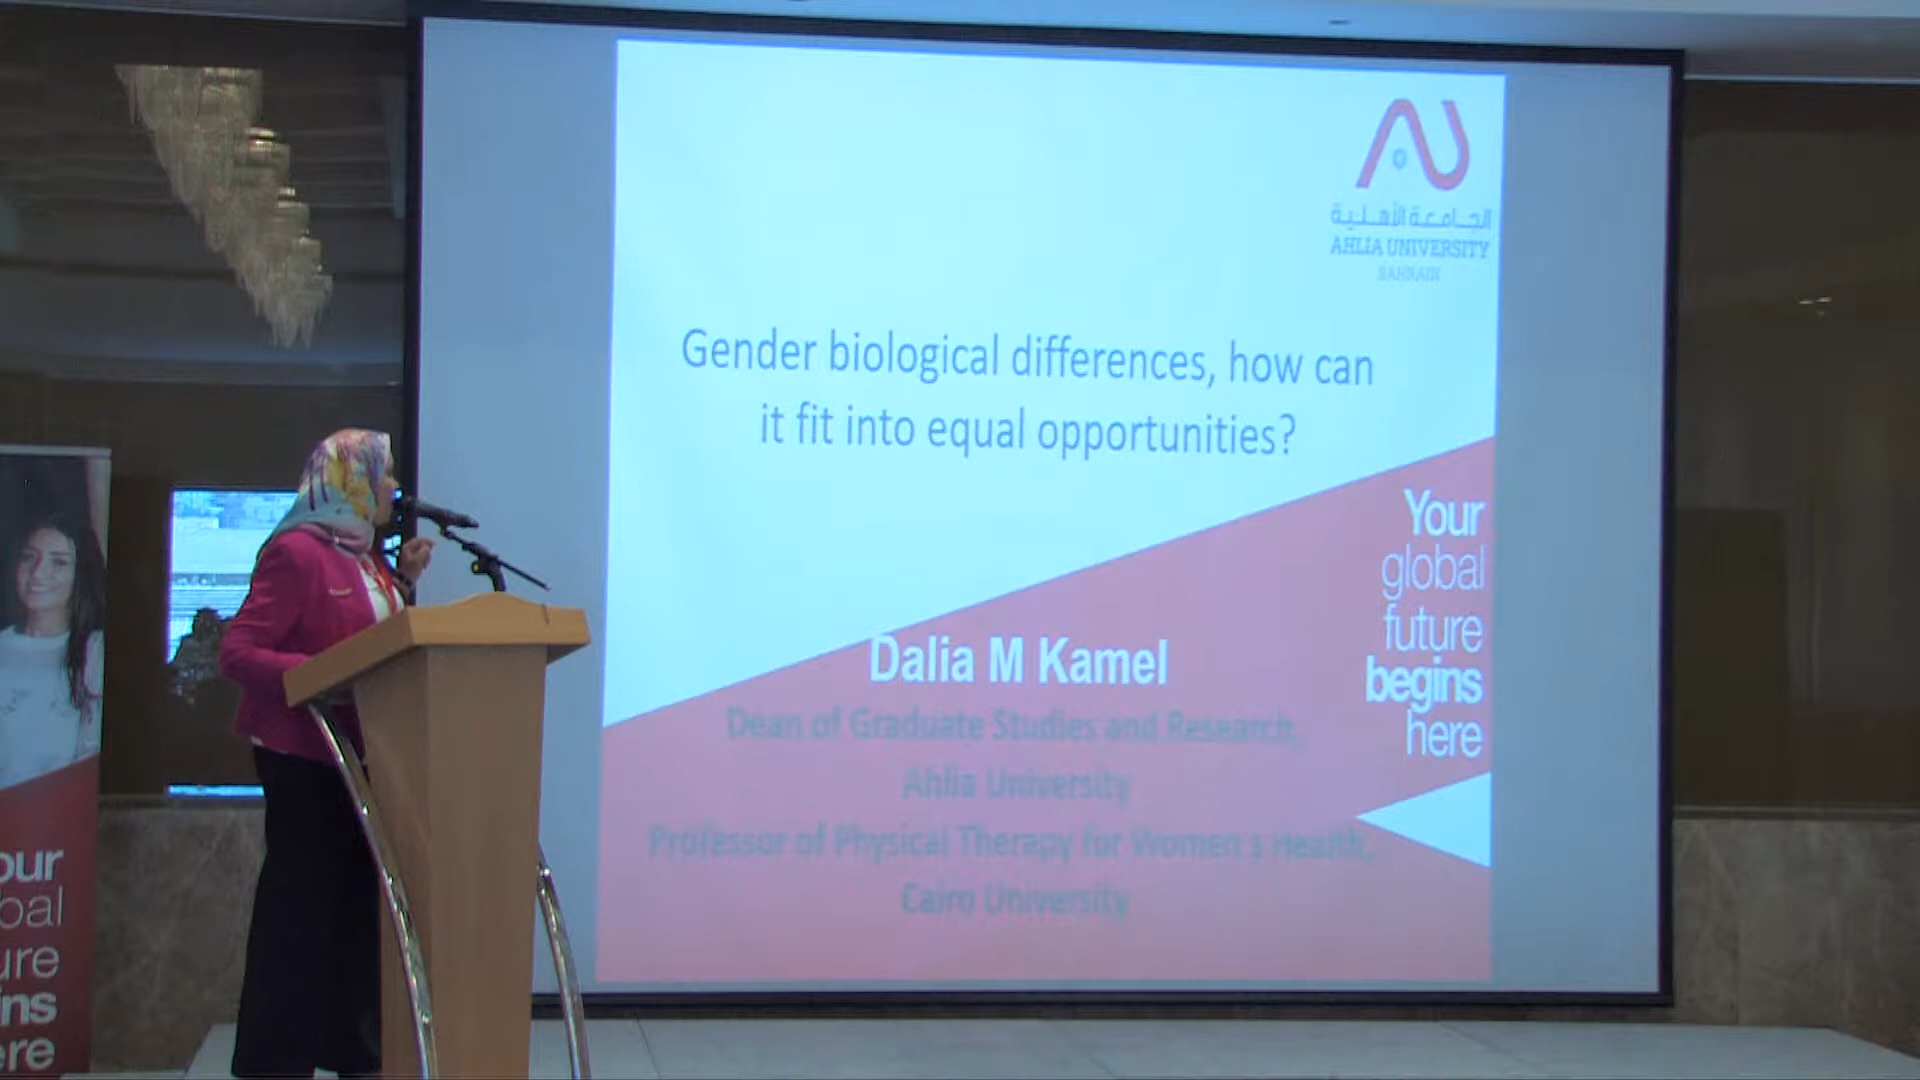 الجامعة الأهلية
AHLIA UNIVERSITY
BAHRAIN
Gender biological differences, how can
it fit into equal opportunities?
Your
global
future
begins
here
Dalia M Kamel
Dean of Graduate Studies and Research,
Ahlia University
Professor of Physical Therapy for Women s Health,
Cairo University
our
bal
ure
ins
ere